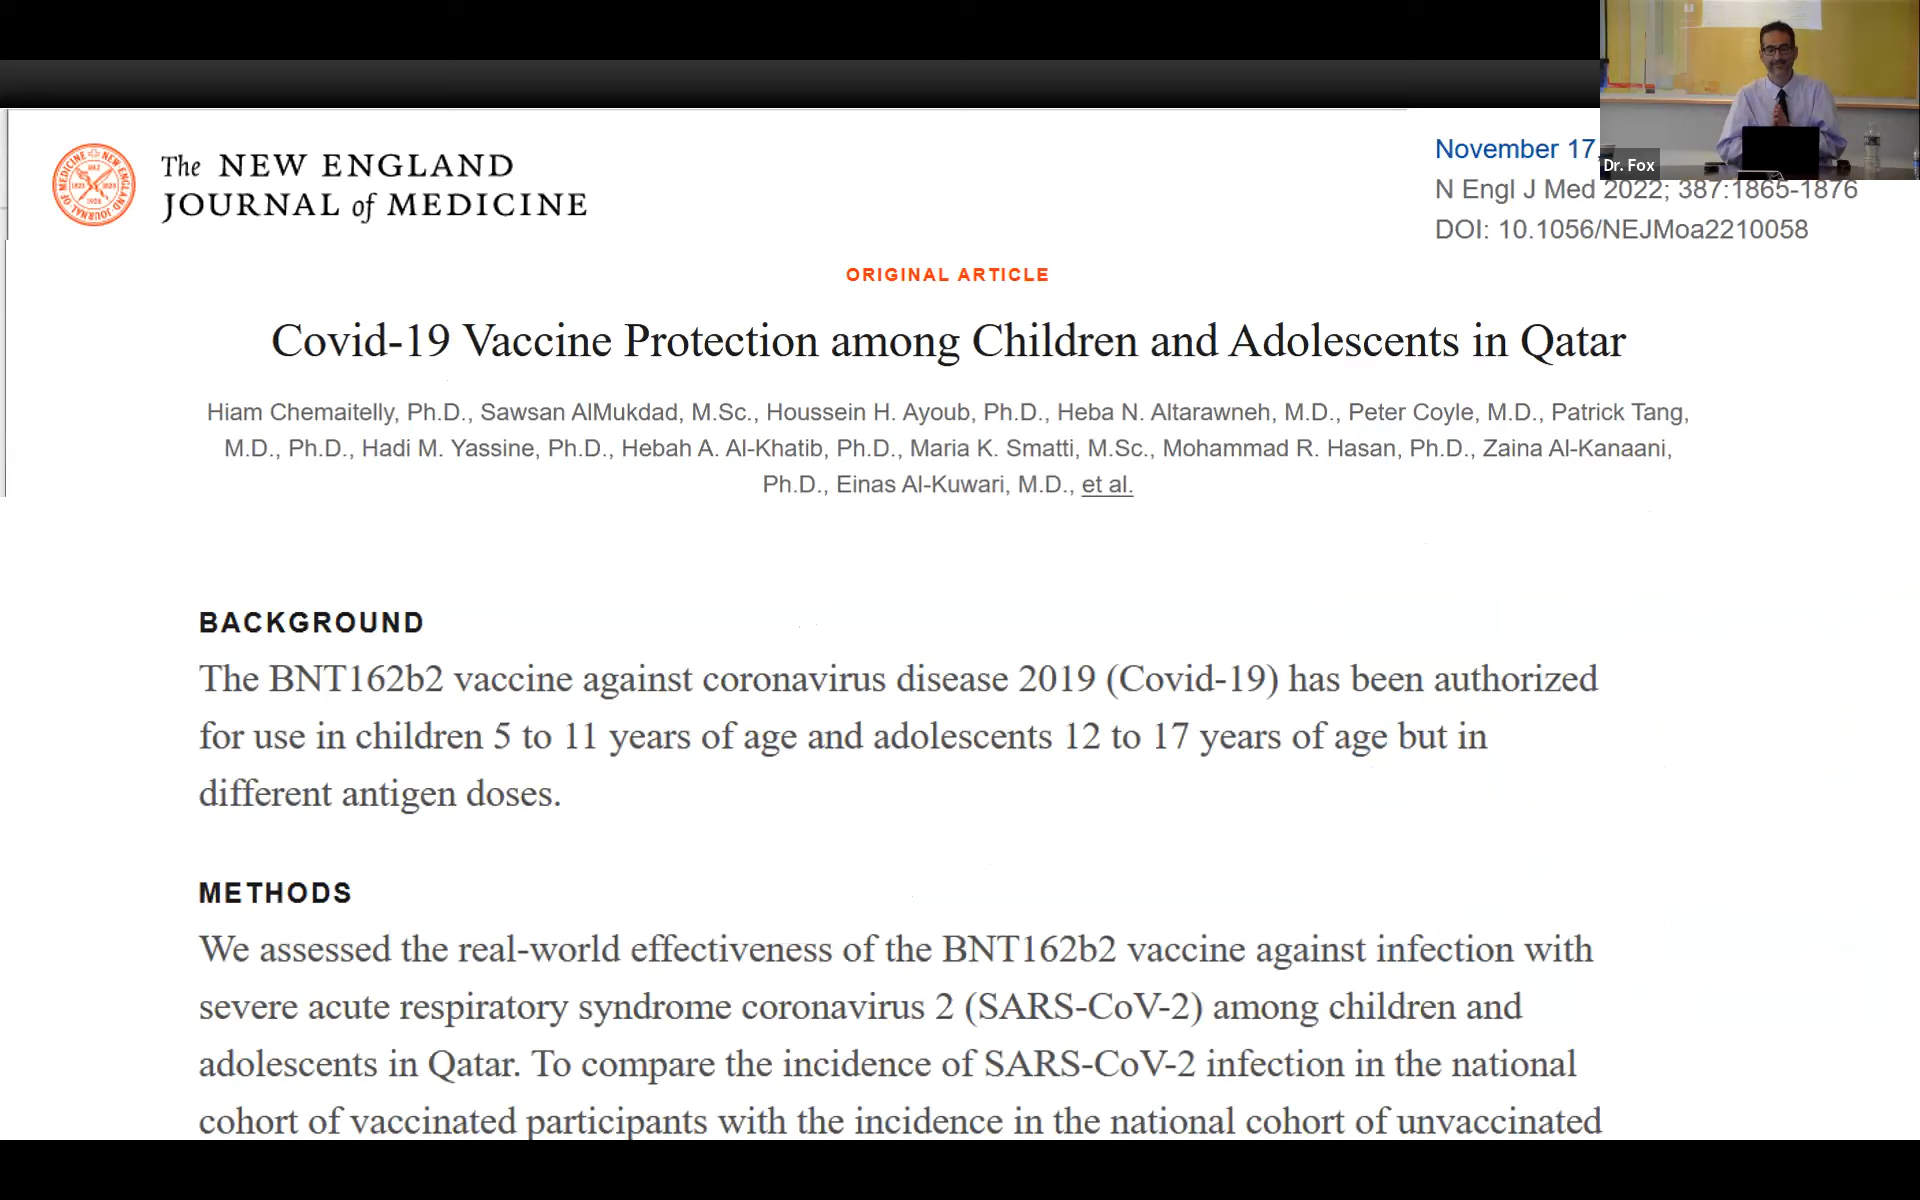 The NEW ENGLAND
JOURNAL of MEDICINE
November 17,
Dr. Fox
N Engl J Med 2022; 387:1865-1876
DOI: 10.1056/NEJMoa2210058
ORIGINAL ARTICLE
Covid-19 Vaccine Protection among Children and Adolescents in Qatar
Hiam Chemaitelly, Ph.D., Sawsan AlMukdad, M.Sc., Houssein H. Ayoub, Ph.D., Heba N. Altarawneh, M.D., Peter Coyle, M.D., Patrick Tang,
M.D., Ph.D., Hadi M. Yassine, Ph.D., Hebah A. Al-Khatib, Ph.D., Maria K. Smatti, M.Sc., Mohammad R. Hasan, Ph.D., Zaina Al-Kanaani,
Ph.D., Einas Al-Kuwari, M.D., et al.
BACKGROUND
The BNT162b2 vaccine against coronavirus disease 2019 (Covid-19) has been authorized
for use in children 5 to 11 years of age and adolescents 12 to 17 years of age but in
different antigen doses.
METHODS
We assessed the real-world effectiveness of the BNT162b2 vaccine against infection with
severe acute respiratory syndrome coronavirus 2 (SARS-CoV-2) among children and
adolescents in Qatar. To compare the incidence of SARS-CoV-2 infection in the national
cohort of vaccinated participants with the incidence in the national cohort of unvaccinated